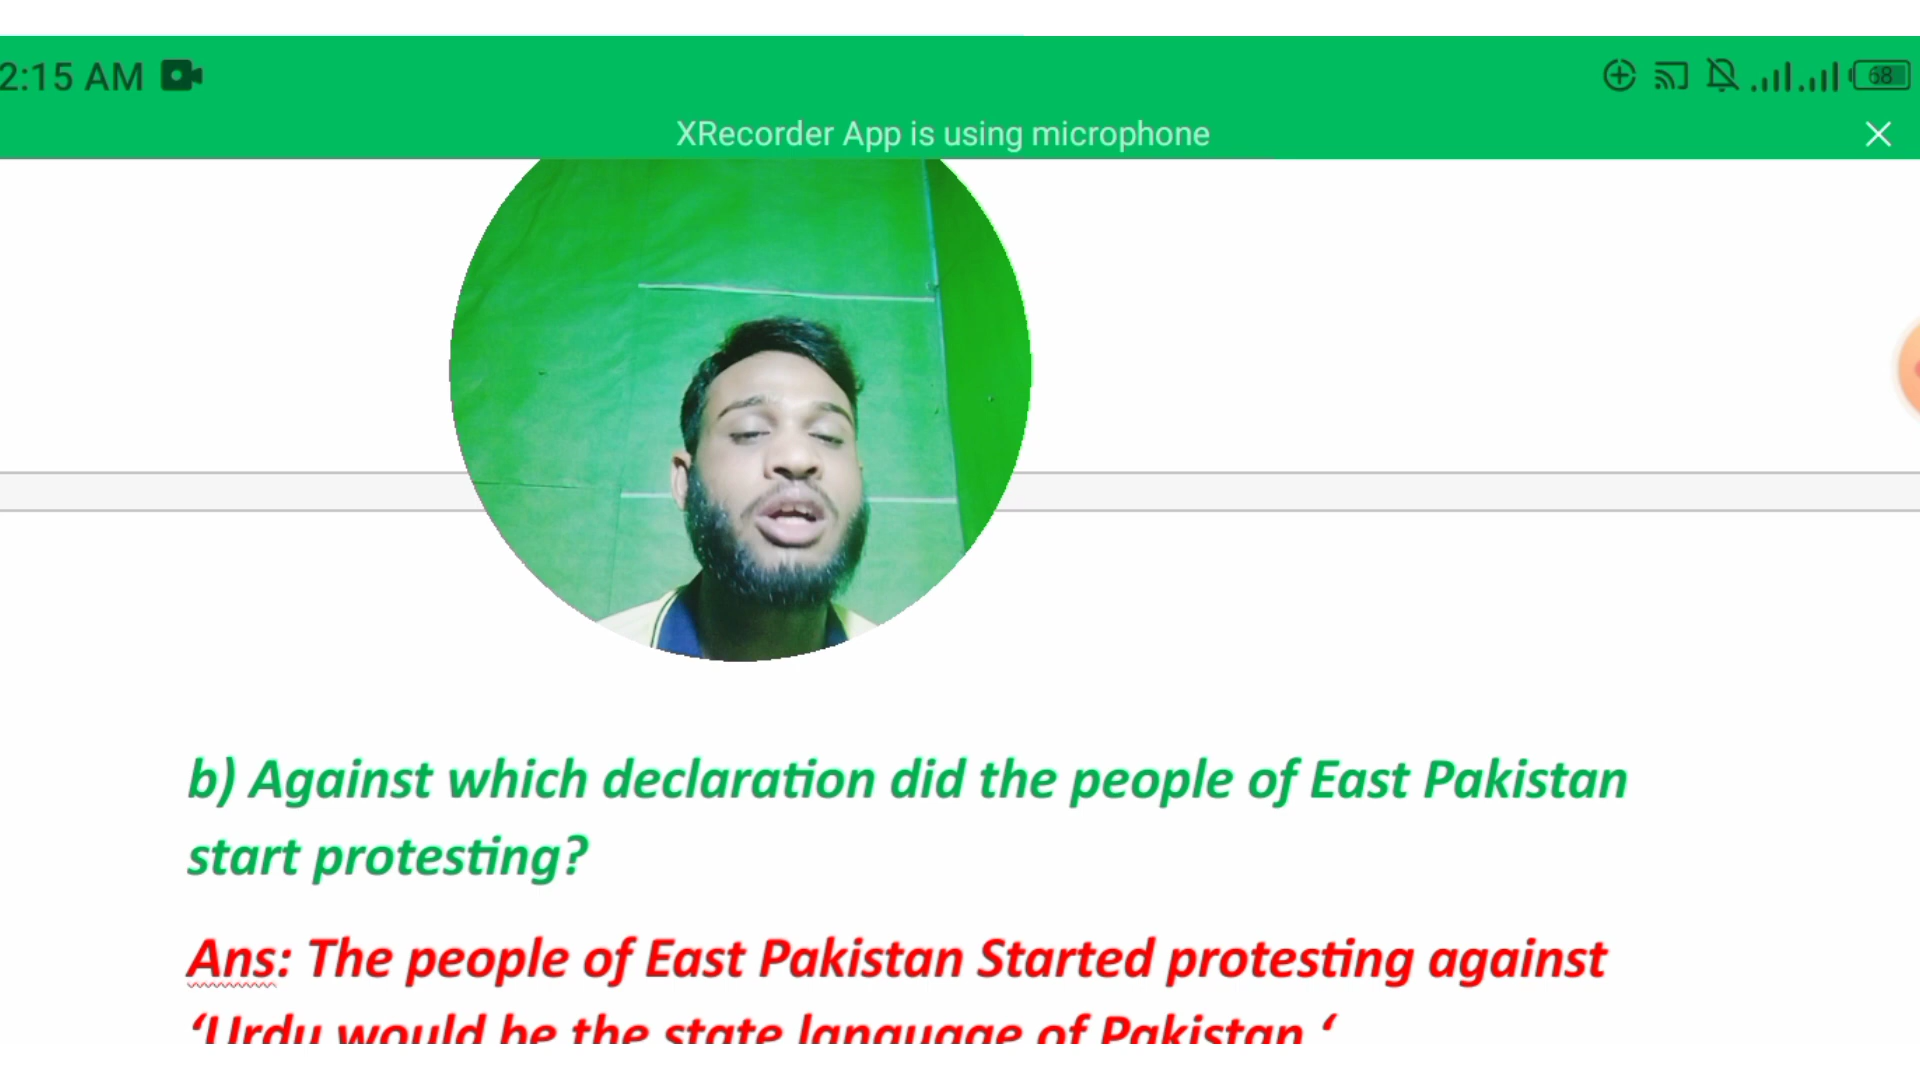 2:15 AM
68
XRecorder App is using microphone
b) Against which declaration did the people of East Pakistan
start protesting?
Ans: The people of East Pakistan Started protesting against
‘Urdu would be the state language of Pakistan ‘